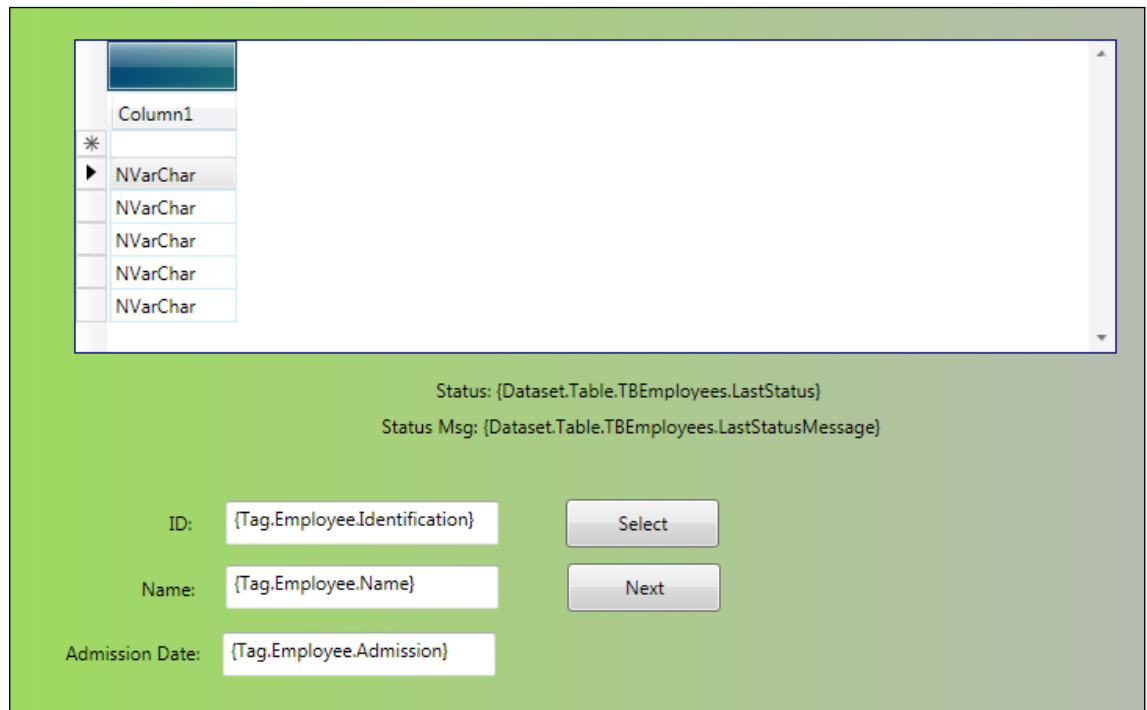 Column1
NVarChar
NVarChar
NVarChar
NVarChar
NVarChar
Status: {Dataset.Table.TBEmployees.LastStatus}
Status Msg: {Dataset.Table.TBEmployees.LastStatusMessage}
ID: {Tag.Employee.Identification} Select
Name: {Tag.Employee.Name} Next
Admission Date: {Tag.Employee.Admission}